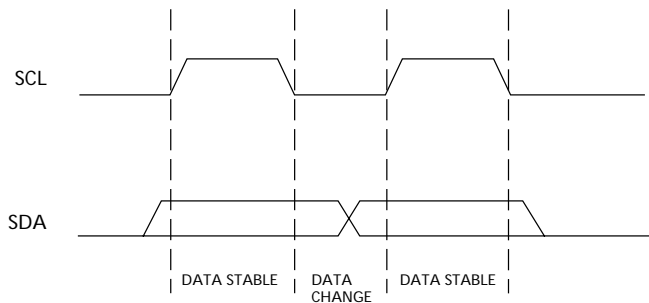 SCL
SDA
DATA STABLE
DATA
CHANGE
DATA STABLE